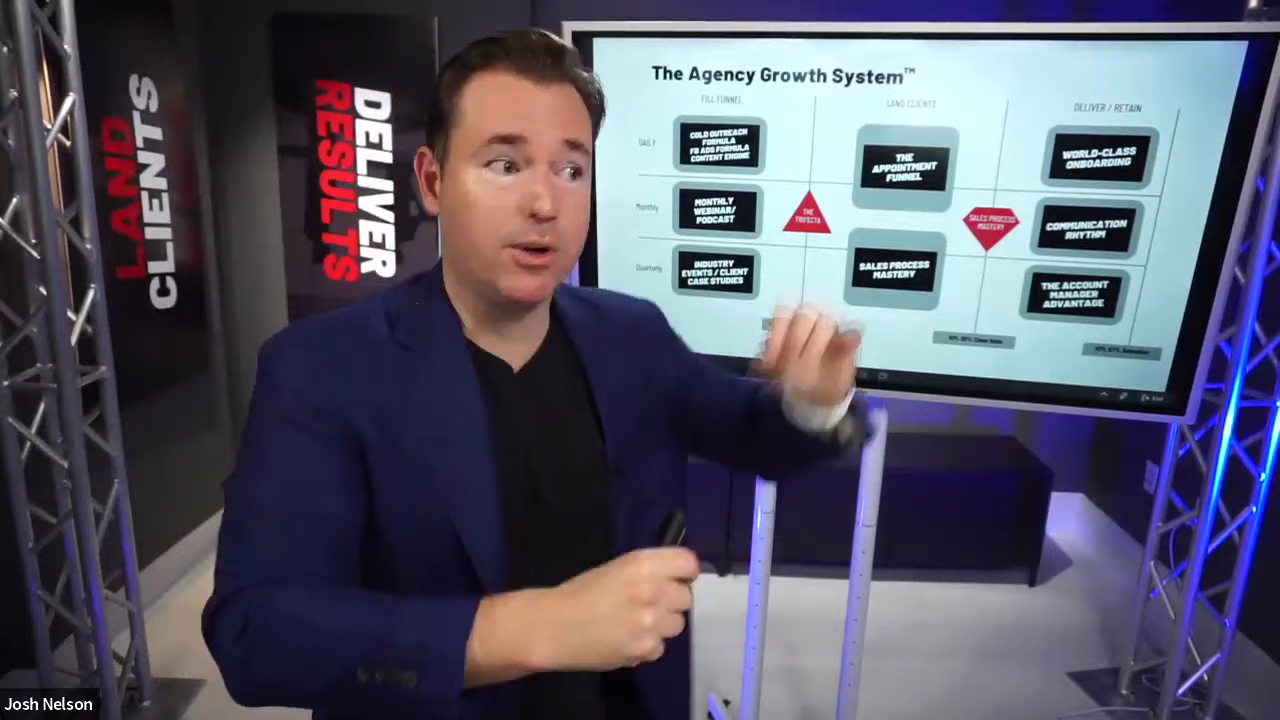 LAND
CLIENTS
DELIVER
RESULTS
The Agency Growth System™
FILL FUNNEL
LAND CLIENTS
DELIVER / RETAIN
DAILY
COLD OUTREACH
FORMULA
FB ADS FORMULA
CONTENT ENGINE
THE
APPOINTMENT
FUNNEL
WORLD-CLASS
ONBOARDING
Monthly
MONTHLY
WEBINAR/
PODCAST
THE
TRIFECTA
SALES PROCESS
MASTERY
COMMUNICATION
RHYTHM
Quarterly
INDUSTRY
EVENTS / CLIENT
CASE STUDIES
SALES PROCESS
MASTERY
THE ACCOUNT
MANAGER
ADVANTAGE
Josh Nelson